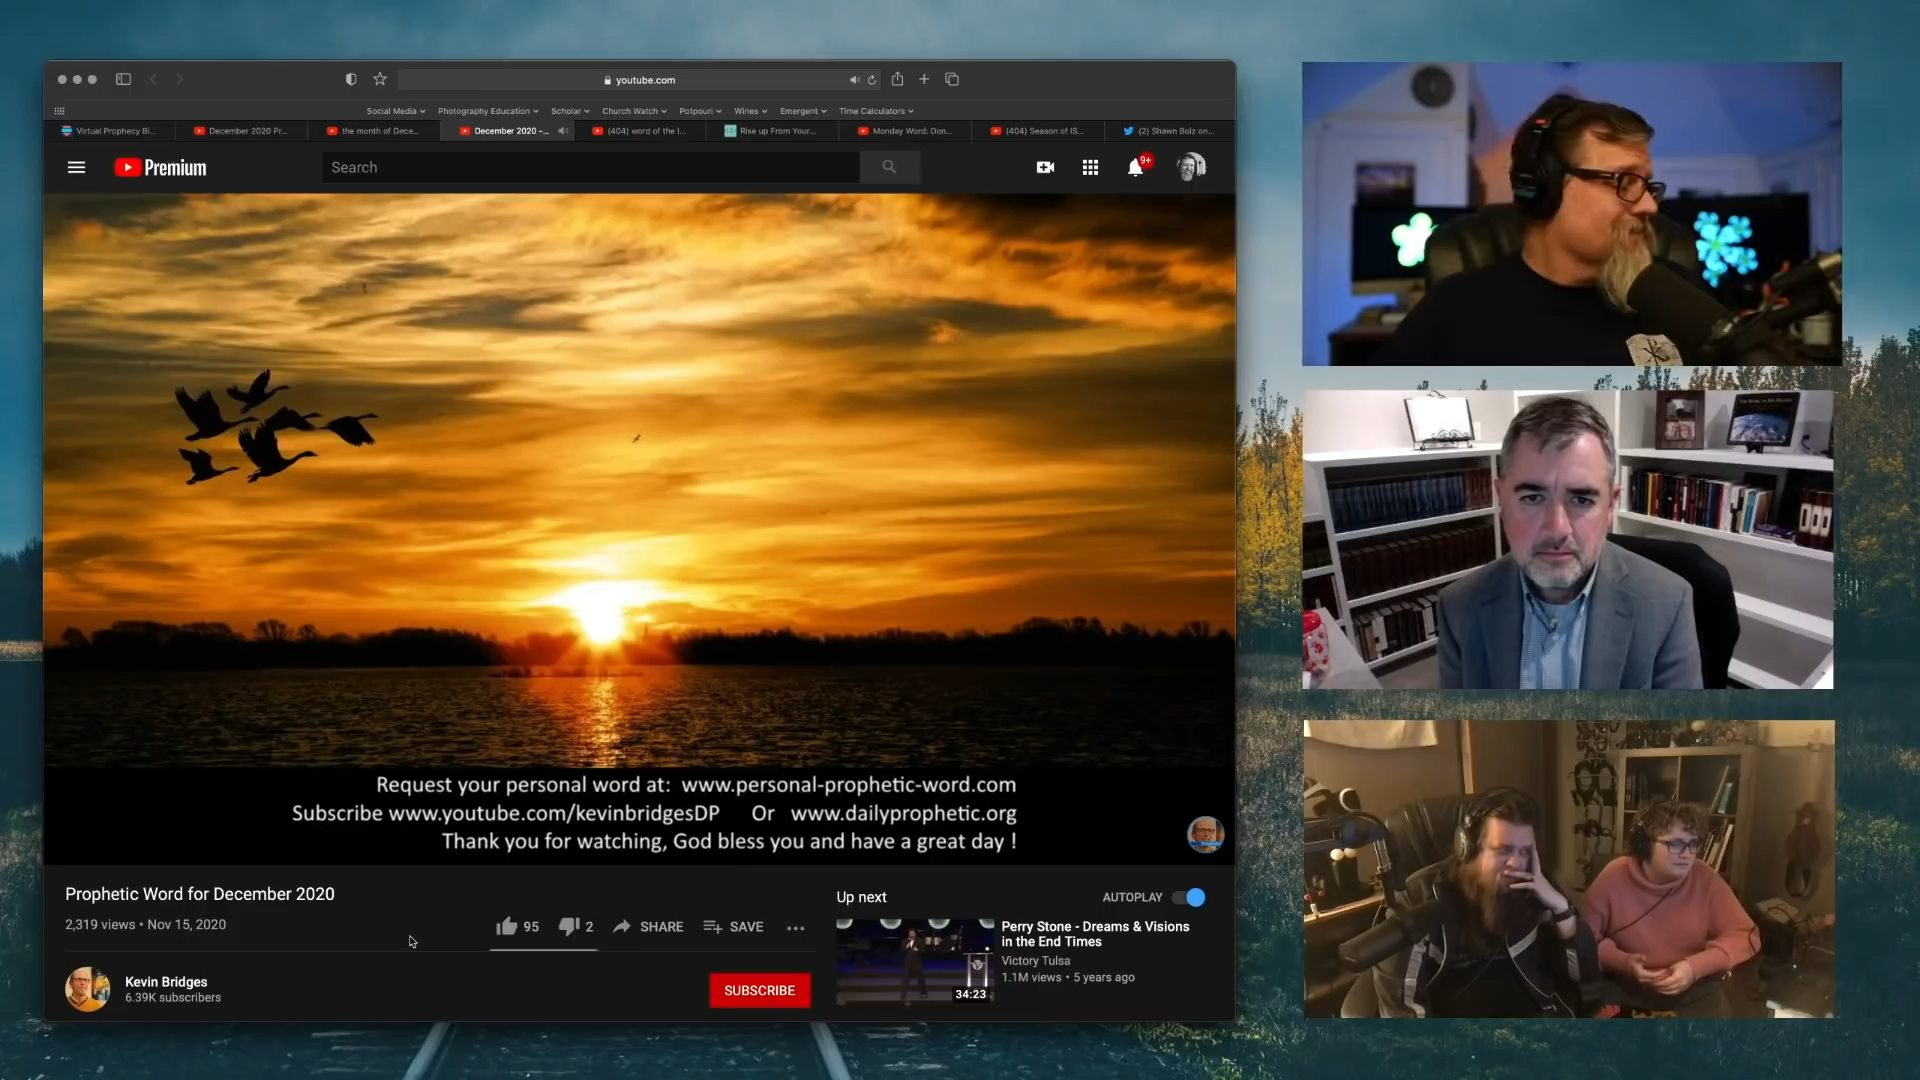 youtube.com
Social Media Photography Education Scholar Church Watch Potpourl Wines Emergent Time Calculators
Virtual Prophecy Bi... December 2020 Pr... the month of Dece... December 2020 -... (404) word of the l... Rise up From Your... Monday Word: Don... (404) Season of IS... (2) Shawn Bolz on...
Premium Search 9+
Request your personal word at: www.personal-prophetic-word.com
Subscribe www.youtube.com/kevinbridgesDP Or www.dailyprophetic.org
Thank you for watching, God bless you and have a great day !
Prophetic Word for December 2020
2,319 views • Nov 15, 2020
95 2 SHARE SAVE
Kevin Bridges
6.39K subscribers
SUBSCRIBE
Up next AUTOPLAY
Perry Stone - Dreams & Visions
in the End Times
Victory Tulsa
1.1M views • 5 years ago
34:23